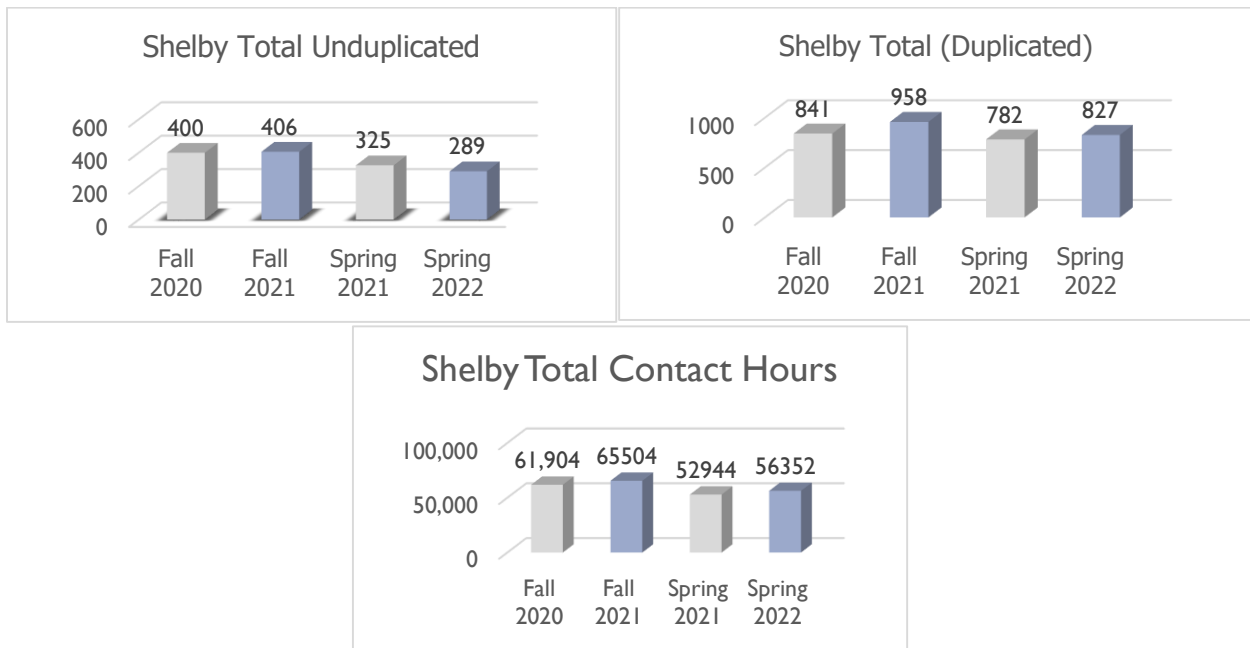 Shelby Total Unduplicated
600
400
200
0
400
406
325
289
Fall
2020
Fall
2021
Spring
2021
Spring
2022
Shelby Total (Duplicated)
1000
500
0
841
958
782
827
Fall
2020
Fall
2021
Spring
2021
Spring
2022
Shelby Total Contact Hours
100,000
50,000
0
61,904
65504
52944
56352
Fall
2020
Fall
2021
Spring
2021
Spring
2022